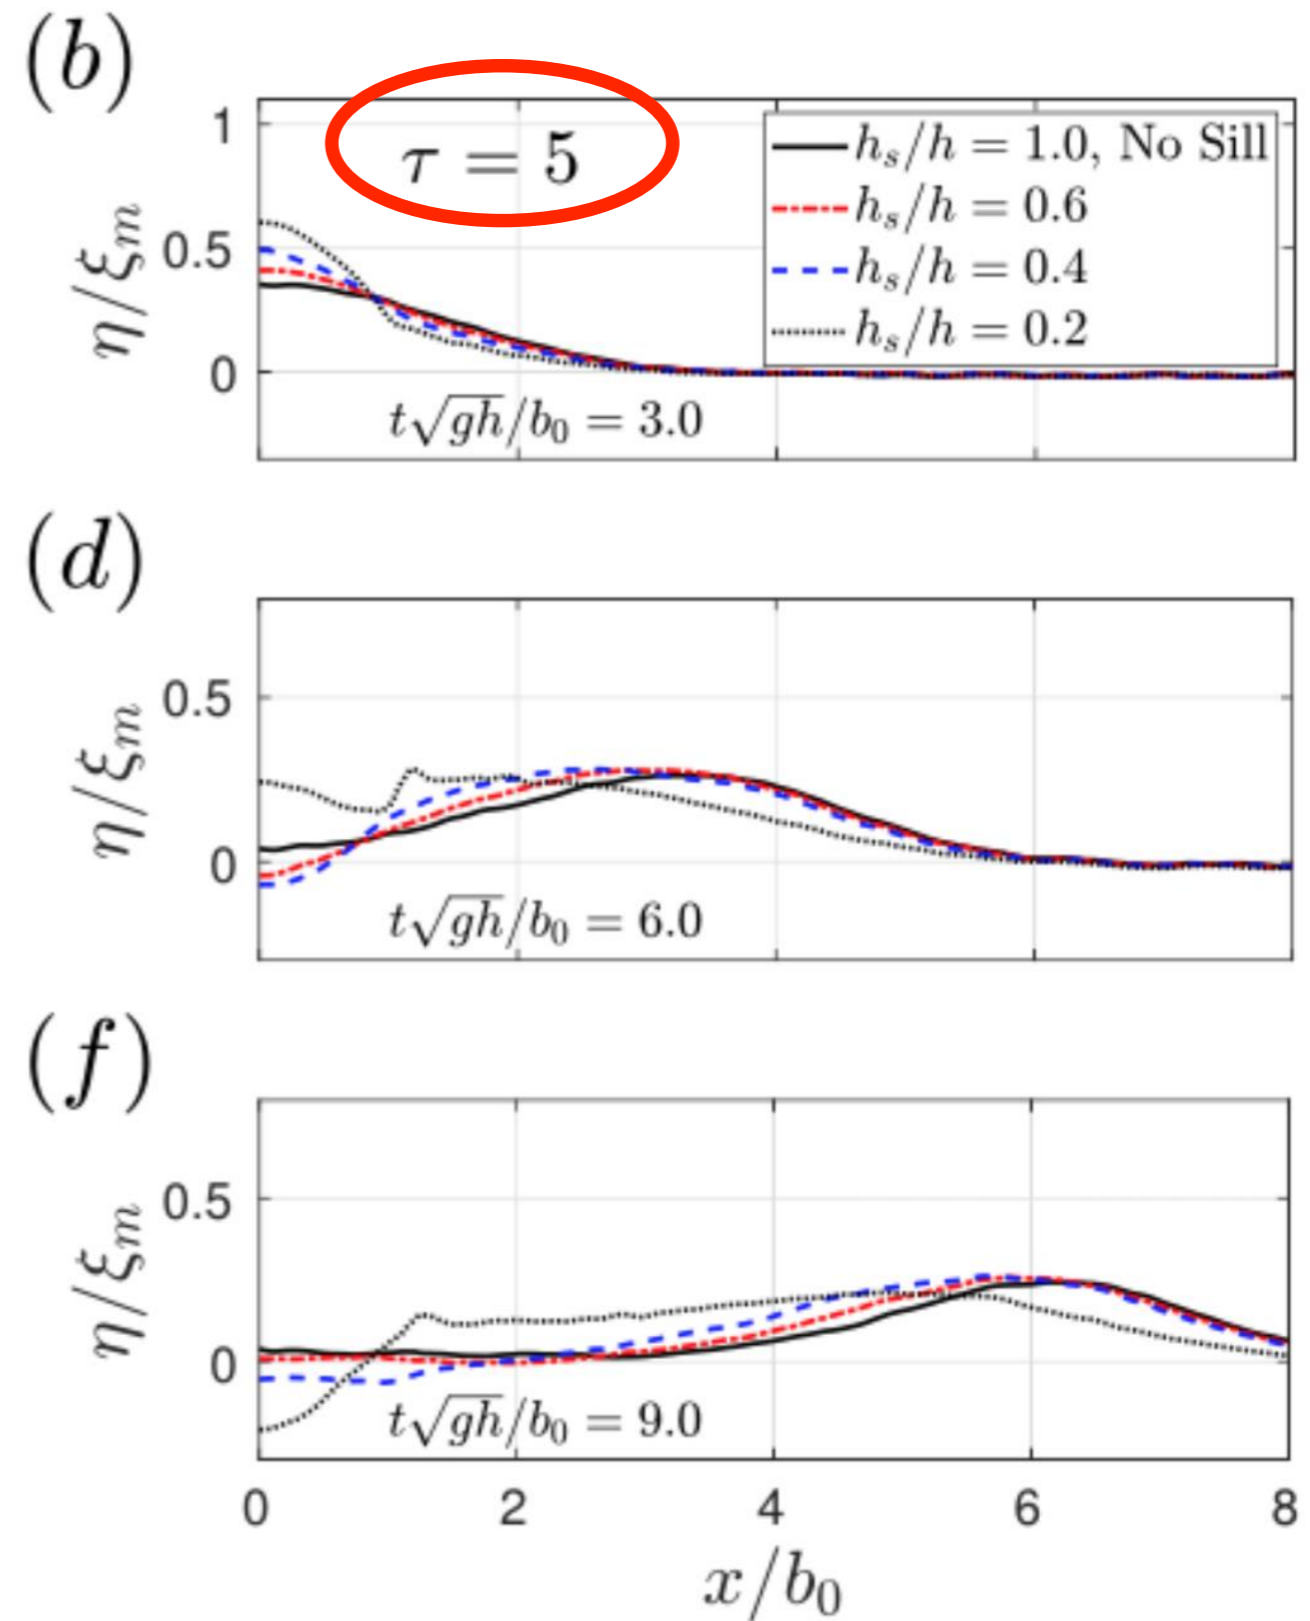 (b)
1
τ = 5
h_s/h = 1.0, No Sill
h_s/h = 0.6
h_s/h = 0.4
h_s/h = 0.2
0.5
0
η/ξ_m
t√gh/b_0 = 3.0
(d)
0.5
0
η/ξ_m
t√gh/b_0 = 6.0
(f)
0.5
0
η/ξ_m
t√gh/b_0 = 9.0
0 2 4 6 8
x/b_0